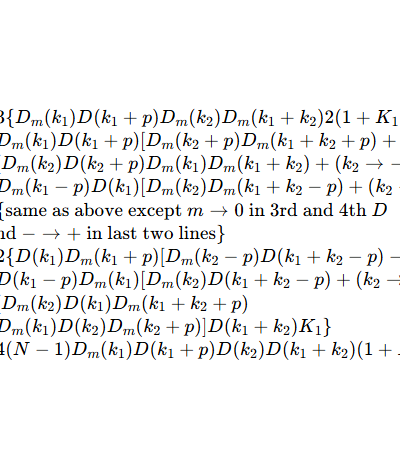 3{D_m(k_1)D(k_1 + p)D_m(k_2)D_m(k_1 + k_2)2(1 + K_1
D_m(k_1)D(k_1 + p)[D_m(k_2 + p)D_m(k_1 + k_2 + p) +
D_m(k_2)D(k_2 + p)D_m(k_1)D_m(k_1 + k_2) + (k_2 → −
D_m(k_1 − p)D(k_1)[D_m(k_2)D_m(k_1 + k_2 − p) + (k_2
{same as above except m → 0 in 3rd and 4th D
nd − → + in last two lines}
2{D(k_1)D_m(k_1 + p)[D_m(k_2 − p)D(k_1 + k_2 − p) −
D(k_1 − p)D_m(k_1)[D_m(k_2)D(k_1 + k_2 − p) + (k_2 →
D_m(k_2)D(k_1)D_m(k_1 + k_2 + p)
D_m(k_1)D(k_2)D_m(k_2 + p)]D(k_1 + k_2)K_1}
4(N − 1)D_m(k_1)D(k_1 + p)D(k_2)D(k_1 + k_2)(1 +